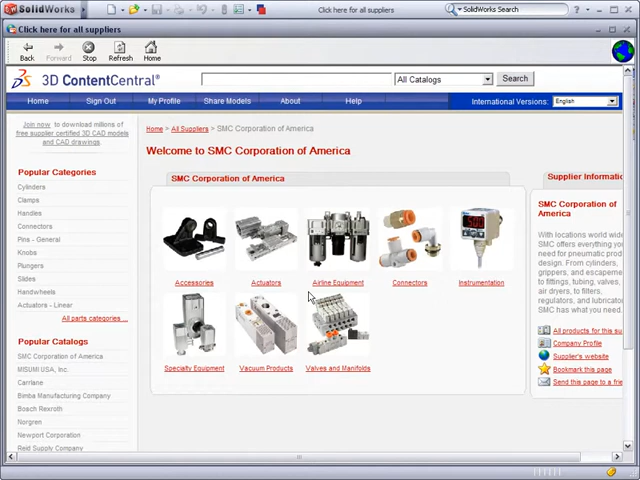 SolidWorks
Click here for all suppliers
SolidWorks Search
Click here for all suppliers
Back
Forward
Stop
Refresh
Home
3D ContentCentral®
All Catalogs
Search
Home
Sign Out
My Profile
Share Models
About
Help
International Versions:
English
Join now to download millions of
free supplier certified 3D CAD models
and CAD drawings.
Home > All Suppliers > SMC Corporation of America
Welcome to SMC Corporation of America
Popular Categories
Cylinders
Clamps
Handles
Connectors
Pins - General
Knobs
Plungers
Slides
Handwheels
Actuators - Linear
All parts categories ...
Popular Catalogs
SMC Corporation of America
MISUMI USA, Inc.
Carrlane
Bimba Manufacturing Company
Bosch Rexroth
Norgren
Newport Corporation
Reid Supply Company
SMC Corporation of America
Accessories
Actuators
Airline Equipment
Connectors
Instrumentation
Specialty Equipment
Vacuum Products
Valves and Manifolds
Supplier Informatio
SMC Corporation of
America
With locations world wide
SMC offers everything yo
need for pneumatic produ
design. From cylinders,
grippers, and escapemen
to fittings, tubing, valves,
air dryers, to filters,
regulators, and lubricators
SMC has what you need.
All products for this su
Company Profile
Supplier's website
Bookmark this page
Send this page to a frie